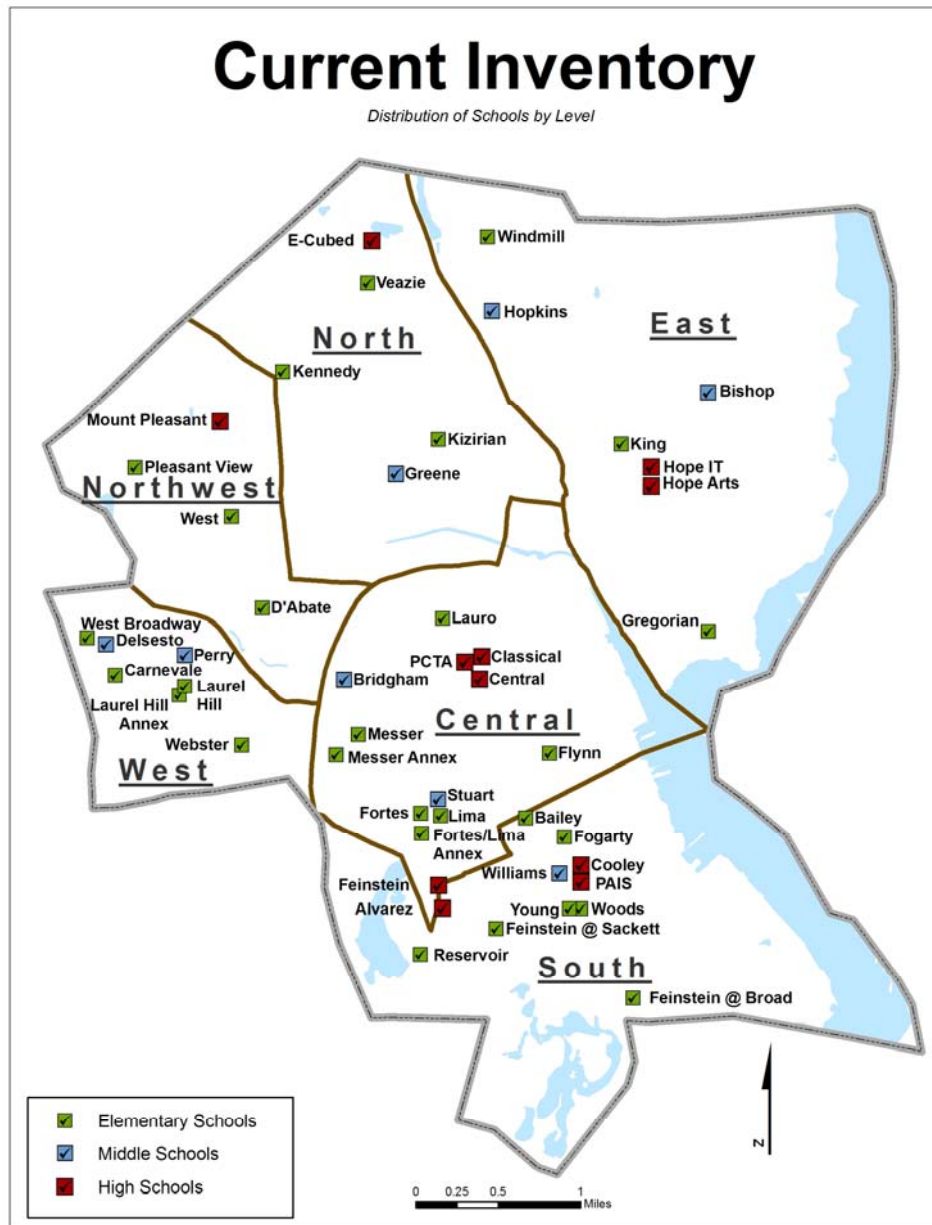 Current Inventory
Distribution of Schools by Level
Windmill
E-Cubed
Veazie
Hopkins
East
North
Kennedy
Bishop
Mount Pleasant
Kizirian
King
Pleasant View
Hope IT
Greene
Hope Arts
Northwest
West
D'Abate
Lauro
Gregorian
West Broadway
Delsesto
Perry
Classical
PCTA
Carnevale
Central
Bridgham
Laurel
Hill
Laurel Hill
Annex
Central
Messer
Webster
Messer Annex
Flynn
West
Stuart
Fortes
Lima
Bailey
Fortes/Lima
Annex
Fogarty
Cooley
Williams
PAIS
Feinstein
Alvarez
Young
Woods
Feinstein @ Sackett
Reservoir
South
Feinstein @ Broad
Elementary Schools
Middle Schools
High Schools
0 0.25 0.5 1
Miles
N